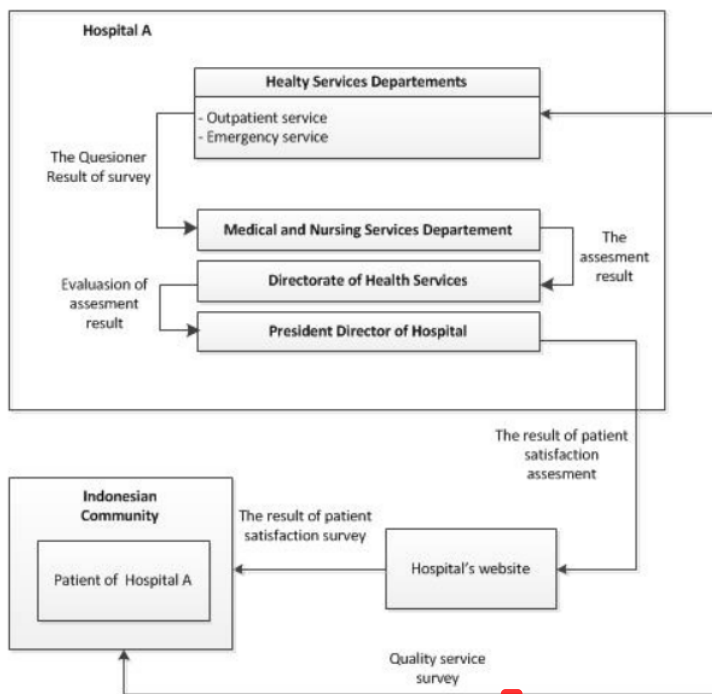 Hospital A
Healty Services Departements
- Outpatient service
- Emergency service
The Quesioner
Result of survey
Medical and Nursing Services Departement
The
assesment
result
Directorate of Health Services
Evaluasion of
assesment
result
President Director of Hospital
The result of patient
satisfaction
assesment
Indonesian
Community
The result of patient
satisfaction survey
Patient of Hospital A
Hospital's website
Quality service
survey